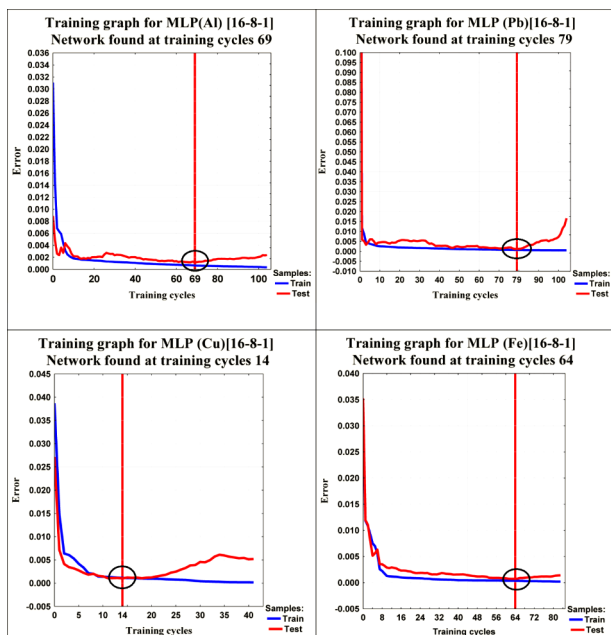 Training graph for MLP(Al) [16-8-1]
Network found at training cycles 69
0.036
0.033
0.030
0.027
0.024
0.022
0.020
0.018
0.016
0.014
0.012
0.010
0.008
0.006
0.004
0.002
0.000
Error
0 20 40 60 69 80 100
Training cycles
Samples:
Train
Test
Training graph for MLP (Pb)[16-8-1]
Network found at training cycles 79
0.100
0.095
0.090
0.085
0.080
0.075
0.070
0.065
0.060
0.055
0.050
0.045
0.040
0.035
0.030
0.025
0.020
0.015
0.010
0.005
0.000
-0.005
-0.010
Error
0 10 20 30 40 50 60 70 79 90 100
Training cycles
Samples:
Train
Test
Training graph for MLP (Cu)[16-8-1]
Network found at training cycles 14
0.045
0.040
0.035
0.030
0.025
0.020
0.015
0.010
0.005
0.000
-0.005
Error
0 5 10 14 20 25 30 35 40
Training cycles
Samples:
Train
Test
Training graph for MLP (Fe)[16-8-1]
Network found at training cycles 64
0.040
0.035
0.030
0.025
0.020
0.015
0.010
0.005
0.000
-0.005
Error
0 8 16 24 32 40 48 56 64 72 80
Training cycles
Samples:
Train
Test